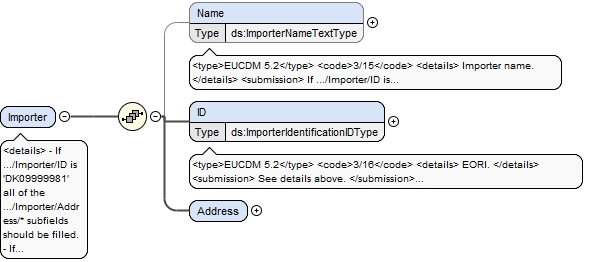 Name
Type ds:ImporterNameTextType
<type>EUCDM 5.2</type> <code>3/15</code> <details> Importer name.
</details> <submission> If .../Importer/ID is...
Importer
<details> - If
.../Importer/ID is
'DK09999981'
all of the
.../Importer/Addr
ess/* subfields
should be filled.
- If...
ID
Type ds:ImporterIdentificationIDType
<type>EUCDM 5.2</type> <code>3/16</code> <details> EORI. </details>
<submission> See details above. </submission>...
Address